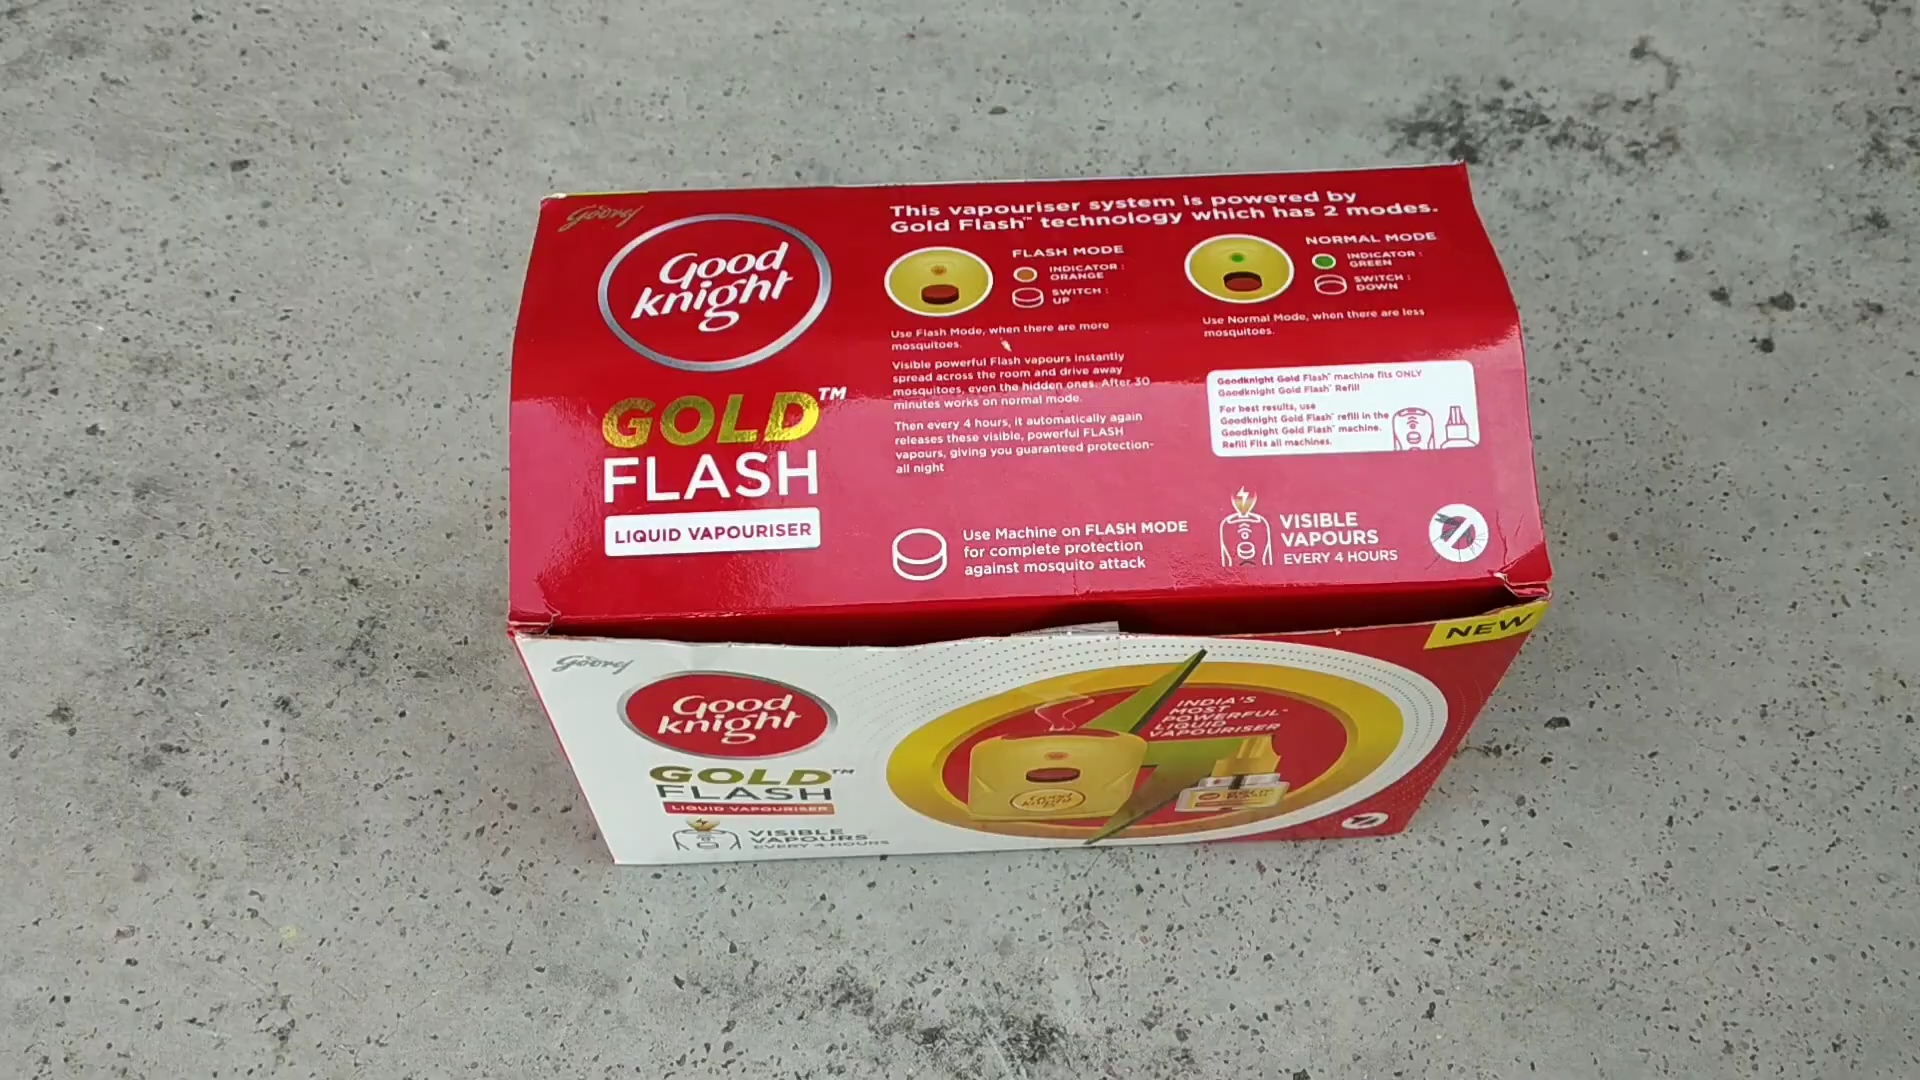 Godrej
Good
knight
GOLD™
FLASH
LIQUID VAPOURISER
This vapouriser system is powered by
Gold Flash™ technology which has 2 modes.
FLASH MODE
INDICATOR :
ORANGE
SWITCH :
UP
Use Flash Mode, when there are more
mosquitoes.
Visible powerful Flash vapours instantly
spread across the room and drive away
mosquitoes, even the hidden ones. After 30
minutes works on normal mode.
Then every 4 hours, it automatically again
releases these visible, powerful FLASH
vapours, giving you guaranteed protection-
all night
NORMAL MODE
INDICATOR :
GREEN
SWITCH :
DOWN
Use Normal Mode, when there are less
mosquitoes.
Goodknight Gold Flash™ machine fits ONLY
Goodknight Gold Flash™ Refill
For best results, use
Goodknight Gold Flash™ refill in the
Goodknight Gold Flash™ machine.
Refill Fits all machines.
Use Machine on FLASH MODE
for complete protection
against mosquito attack
VISIBLE
VAPOURS
EVERY 4 HOURS
NEW
Godrej
Good
knight
GOLD™
FLASH
LIQUID VAPOURISER
VISIBLE
VAPOURS
EVERY 4 HOURS
INDIA'S
MOST
POWERFUL
LIQUID
VAPOURISER
Good
knight